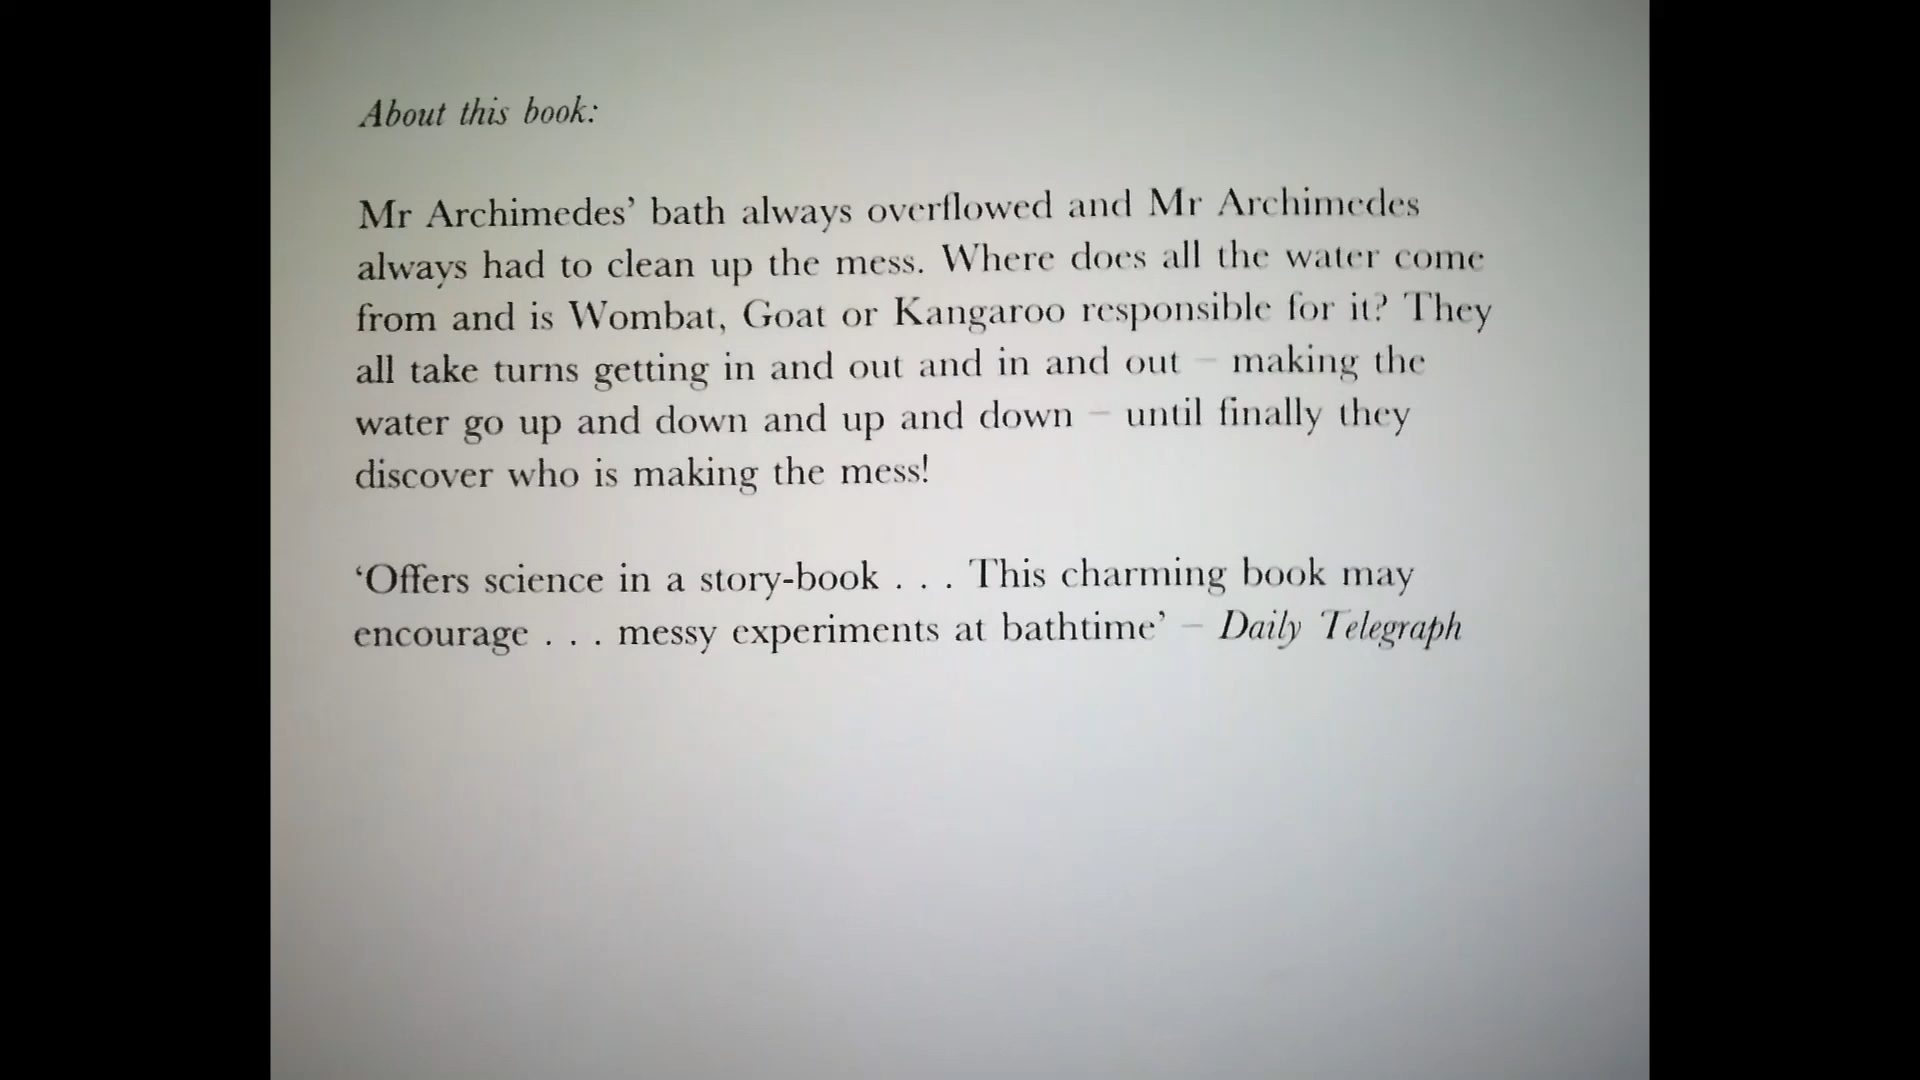 About this book:
Mr Archimedes’ bath always overflowed and Mr Archimedes
always had to clean up the mess. Where does all the water come
from and is Wombat, Goat or Kangaroo responsible for it? They
all take turns getting in and out and in and out – making the
water go up and down and up and down – until finally they
discover who is making the mess!
‘Offers science in a story-book . . . This charming book may
encourage . . . messy experiments at bathtime’ – Daily Telegraph